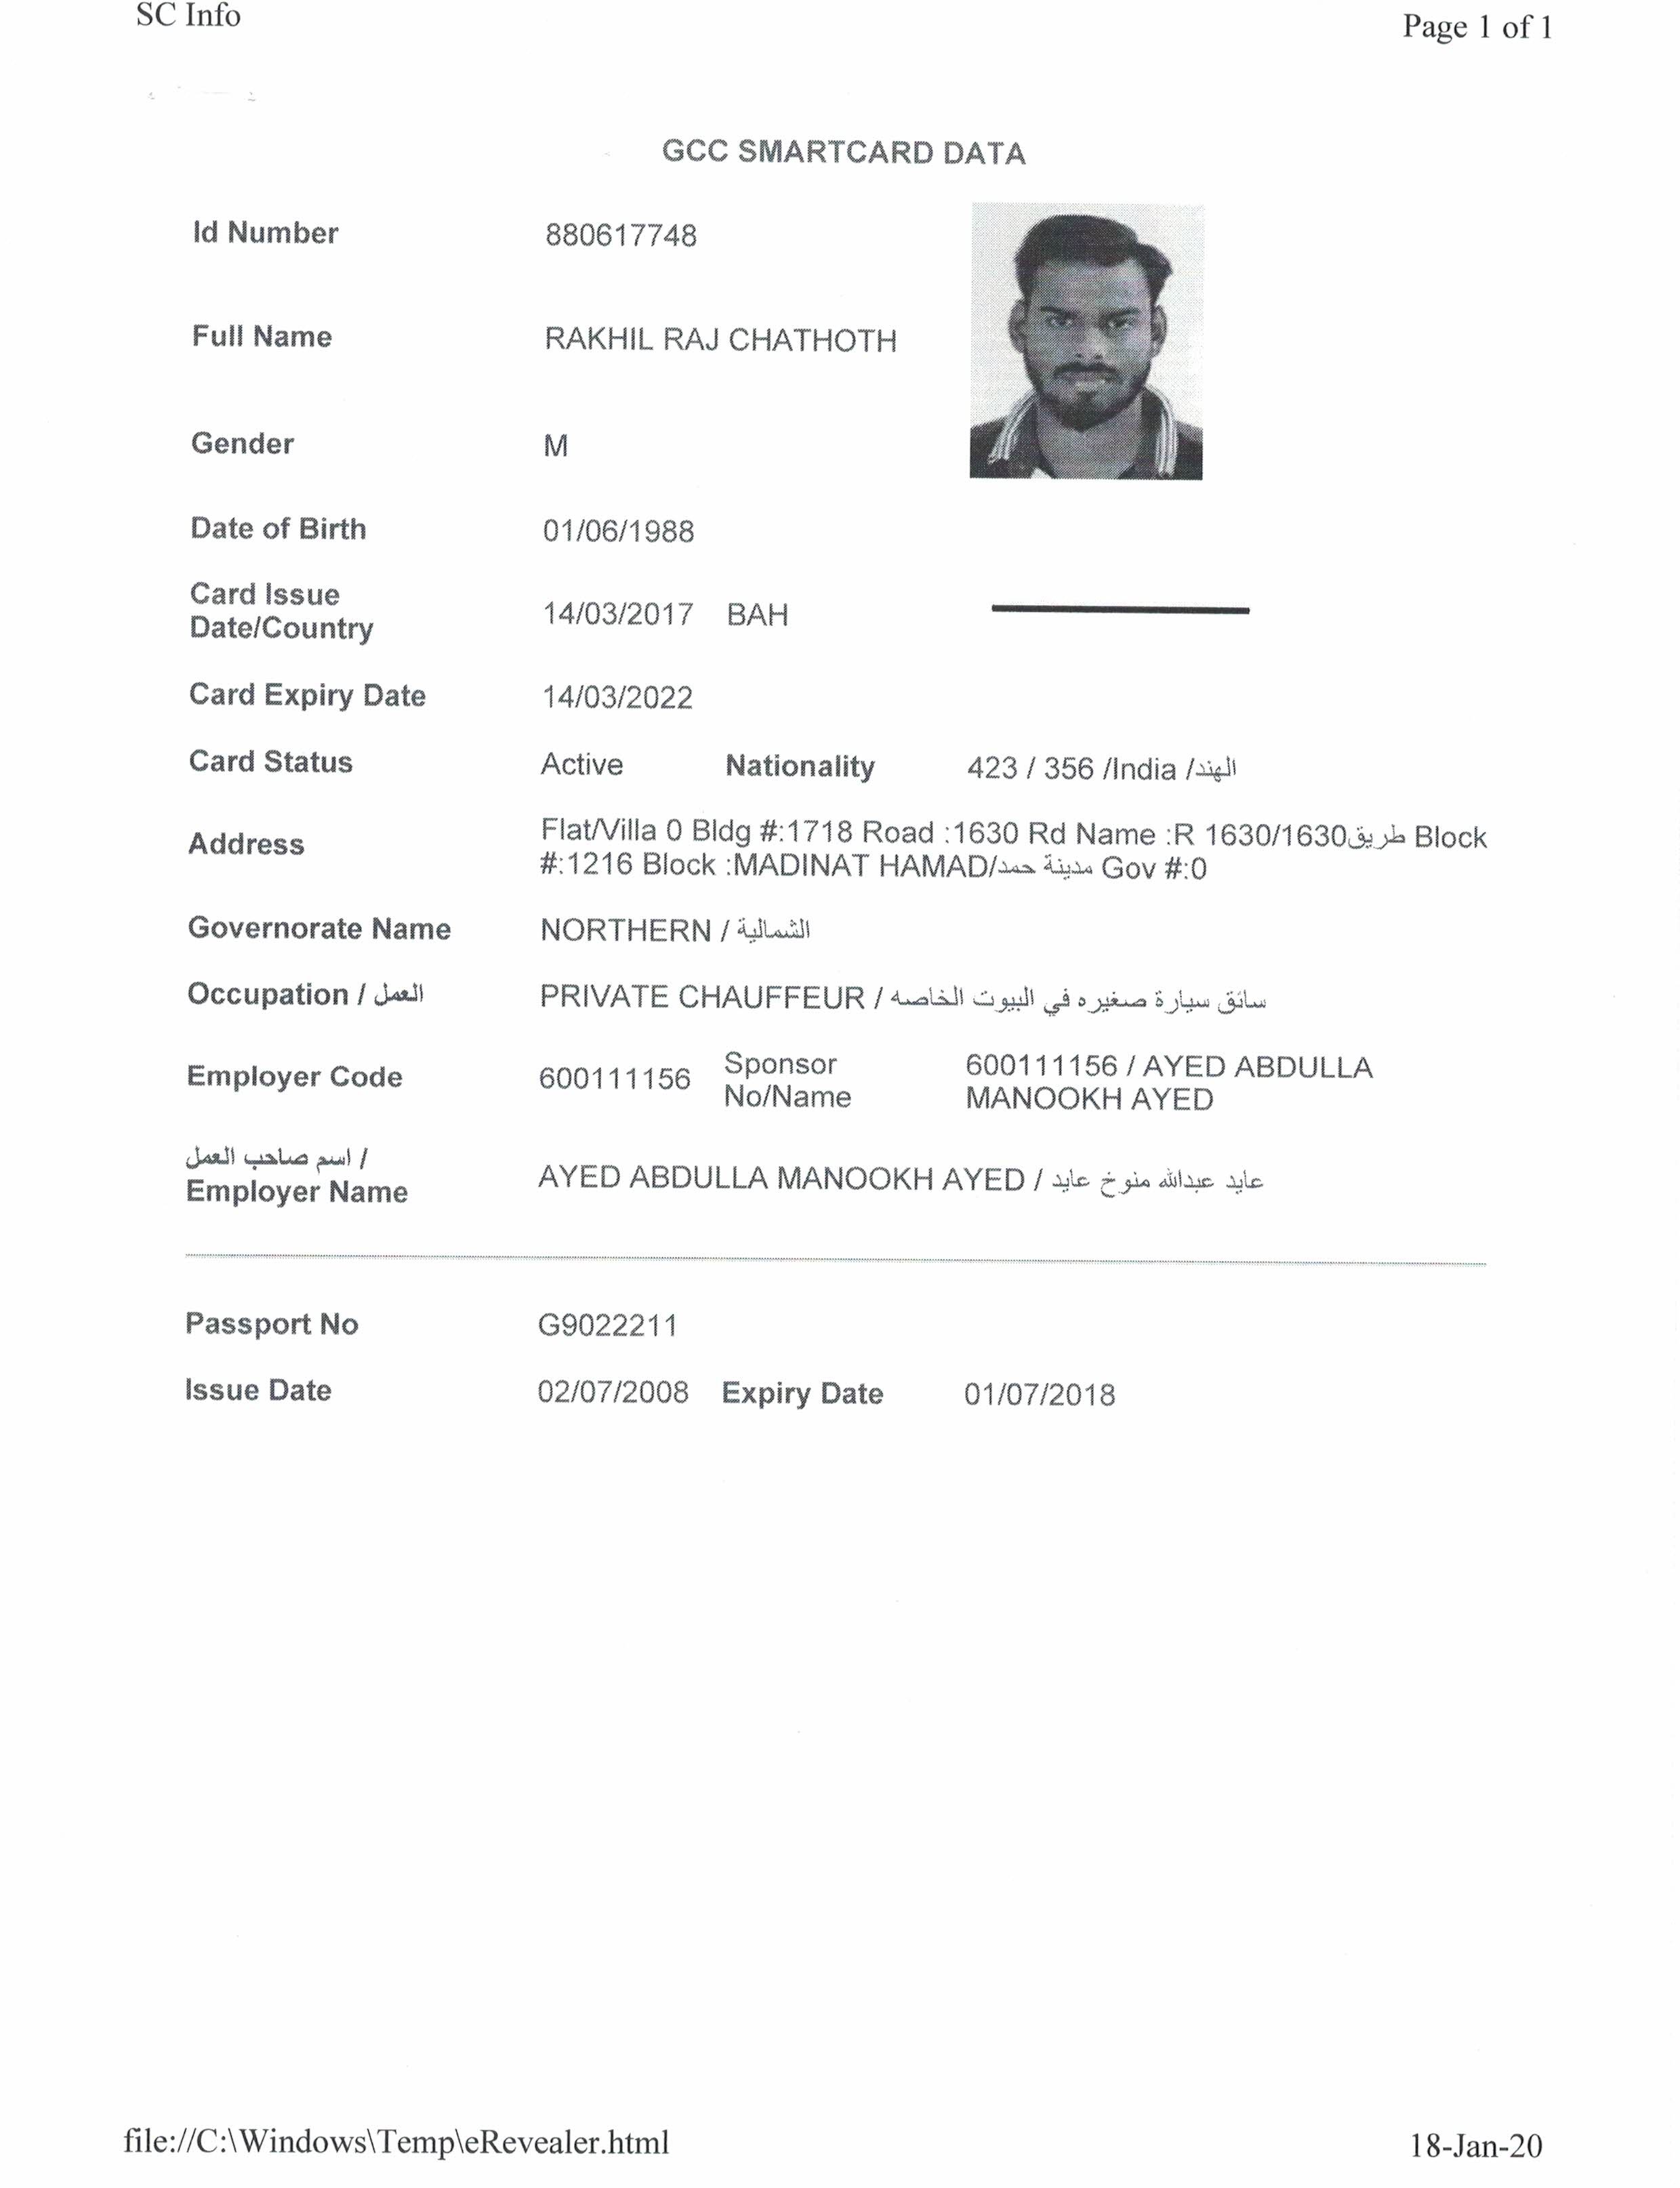 SC Info
Page 1 of 1
GCC SMARTCARD DATA
Id Number 880617748
Full Name RAKHIL RAJ CHATHOTH
Gender M
Date of Birth 01/06/1988
Card Issue
Date/Country 14/03/2017 BAH
Card Expiry Date 14/03/2022
Card Status Active Nationality 423 / 356 /India /الهند
Address Flat/Villa 0 Bldg #:1718 Road :1630 Rd Name :R 1630/1630طريق Block
#:1216 Block :MADINAT HAMAD/مدينة حمد Gov #:0
Governorate Name NORTHERN / الشمالية
Occupation / العمل PRIVATE CHAUFFEUR / سائق سيارة صغيره في البيوت الخاصه
Employer Code 600111156 Sponsor No/Name 600111156 / AYED ABDULLA
MANOOKH AYED
اسم صاحب العمل /
Employer Name AYED ABDULLA MANOOKH AYED / عايد عبدالله منوخ عايد
Passport No G9022211
Issue Date 02/07/2008 Expiry Date 01/07/2018
file://C:\Windows\Temp\eRevealer.html
18-Jan-20